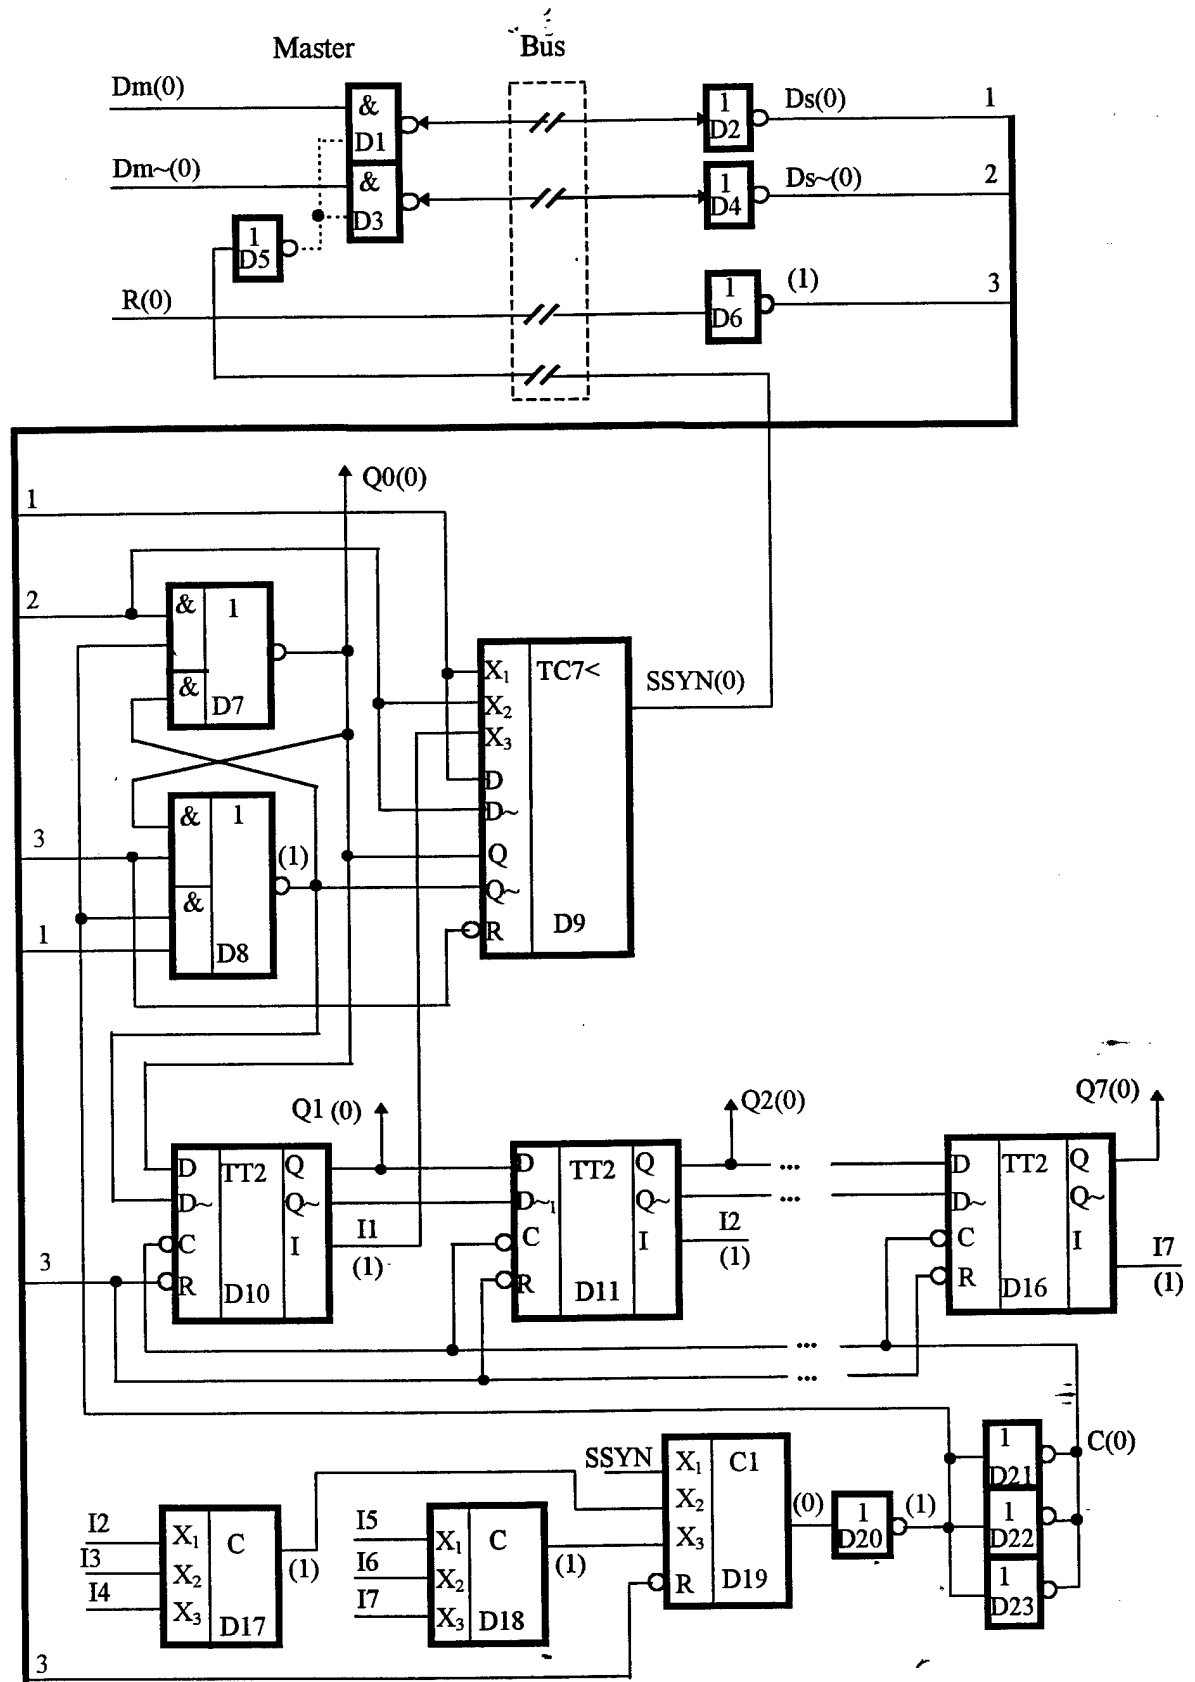 Master
Bus
Dm(0)
&
D1
1
D2
Ds(0)
1
Dm~(0)
&
D3
1
D4
Ds~(0)
2
1
D5
R(0)
1
D6
(1)
3
Q0(0)
1
2
&
1
&
D7
X1
TC7<
SSYN(0)
X2
X3
D
D~
&
1
3
(1)
Q
&
Q~
1
D8
R
D9
Q1 (0)
Q2(0)
Q7(0)
D
TT2
Q
D~
Q~
C
I
I1
(1)
R
D10
D
TT2
Q
D~1
Q~
C
I
I2
(1)
R
D11
...
...
D
TT2
Q
D~
Q~
C
I
I7
(1)
R
D16
3
...
...
SSYN
X1
C1
X2
X3
R
D19
(0)
1
D20
(1)
1
D21
C(0)
1
D22
1
D23
I2
X1
C
I3
X2
(1)
I4
X3
D17
I5
X1
C
I6
X2
(1)
I7
X3
D18
3